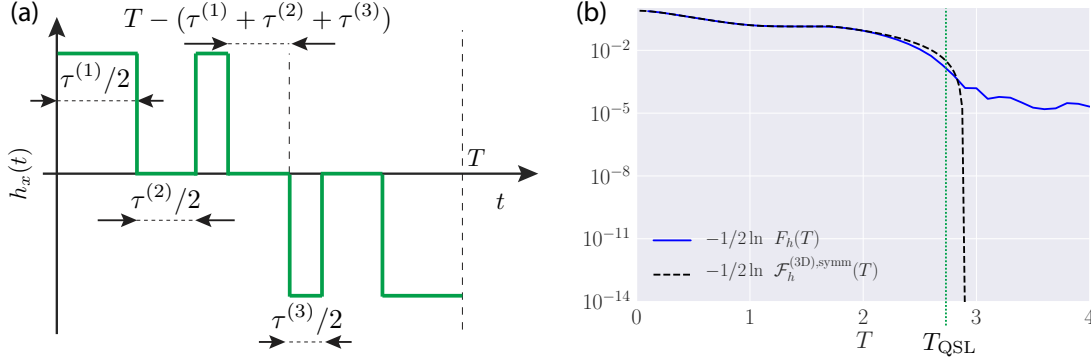 (a)
T − (τ⁽¹⁾ + τ⁽²⁾ + τ⁽³⁾)
τ⁽¹⁾/2
h_x(t)
T
t
τ⁽²⁾/2
τ⁽³⁾/2
(b)
10⁻²
10⁻⁵
10⁻⁸
10⁻¹¹
10⁻¹⁴
−1/2 ln F_h(T)
−1/2 ln ℱ_h^{(3D),symm}(T)
0 1 2 3 4
T T_QSL